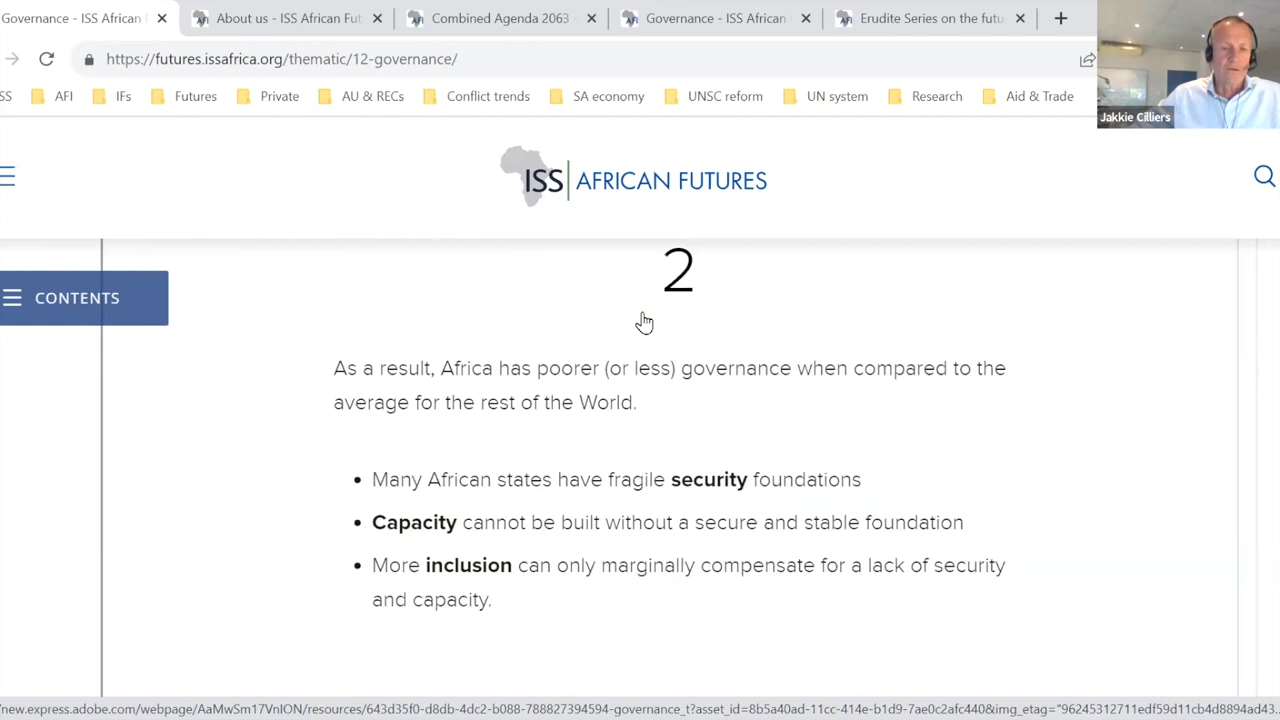 Governance - ISS African F
About us - ISS African Fut
Combined Agenda 2063
Governance - ISS African
Erudite Series on the futu
https://futures.issafrica.org/thematic/12-governance/
SS
AFI
IFs
Futures
Private
AU & RECs
Conflict trends
SA economy
UNSC reform
UN system
Research
Aid & Trade
Jakkie Cilliers
ISS AFRICAN FUTURES
CONTENTS
2
As a result, Africa has poorer (or less) governance when compared to the
average for the rest of the World.
Many African states have fragile security foundations
Capacity cannot be built without a secure and stable foundation
More inclusion can only marginally compensate for a lack of security
and capacity.
/new.express.adobe.com/webpage/AaMwSm17VnION/resources/643d35f0-d8db-4dc2-b088-788827394594-governance_t?asset_id=8b5a40ad-11cc-414e-b1d9-7ae0c2afc440&img_etag="96245312711edf59d11cb4d8894ad43...